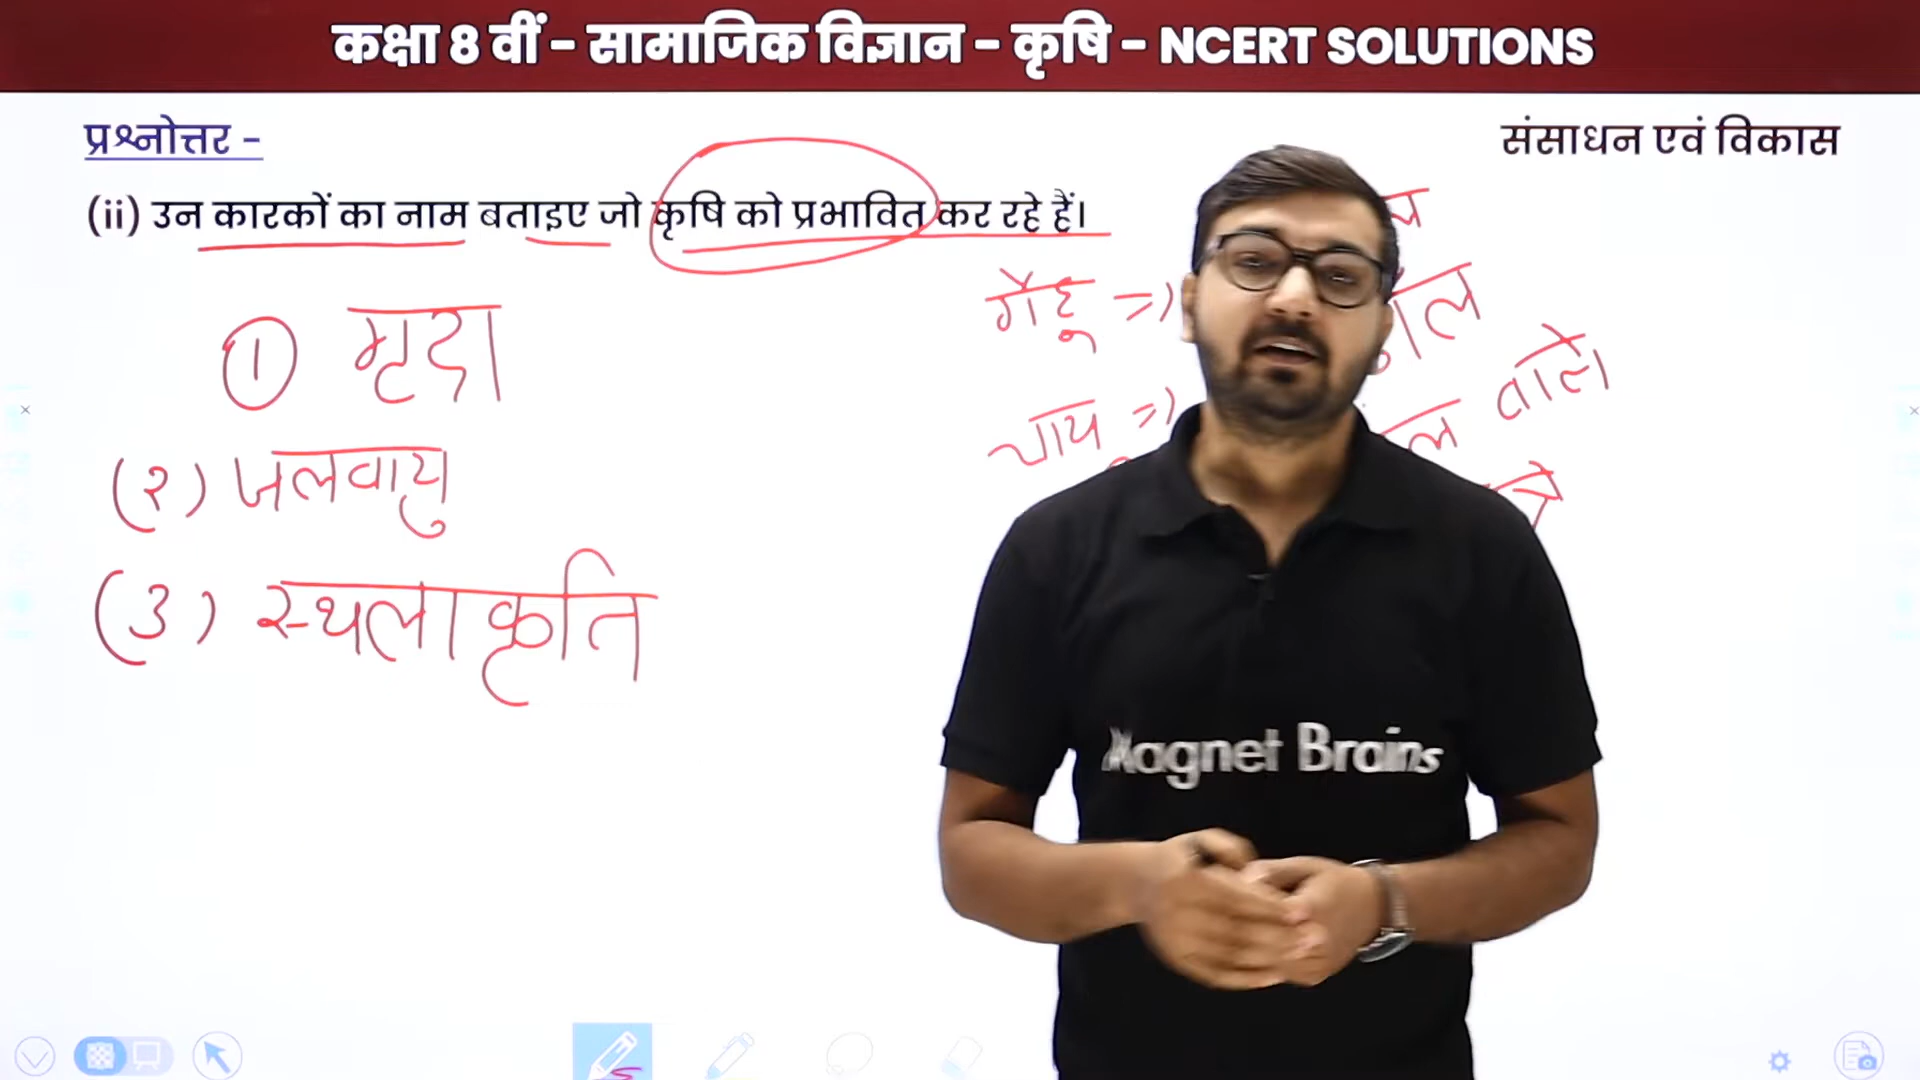 कक्षा 8 वीं - सामाजिक विज्ञान - कृषि - NCERT SOLUTIONS
प्रश्नोत्तर -
संसाधन एवं विकास
(ii) उन कारकों का नाम बताइए जो कृषि को प्रभावित कर रहे हैं।
① मृदा
(२) जलवायु
(3) स्थलाकृति
गेहू =>
चाय =>
वाले
Magnet Brains